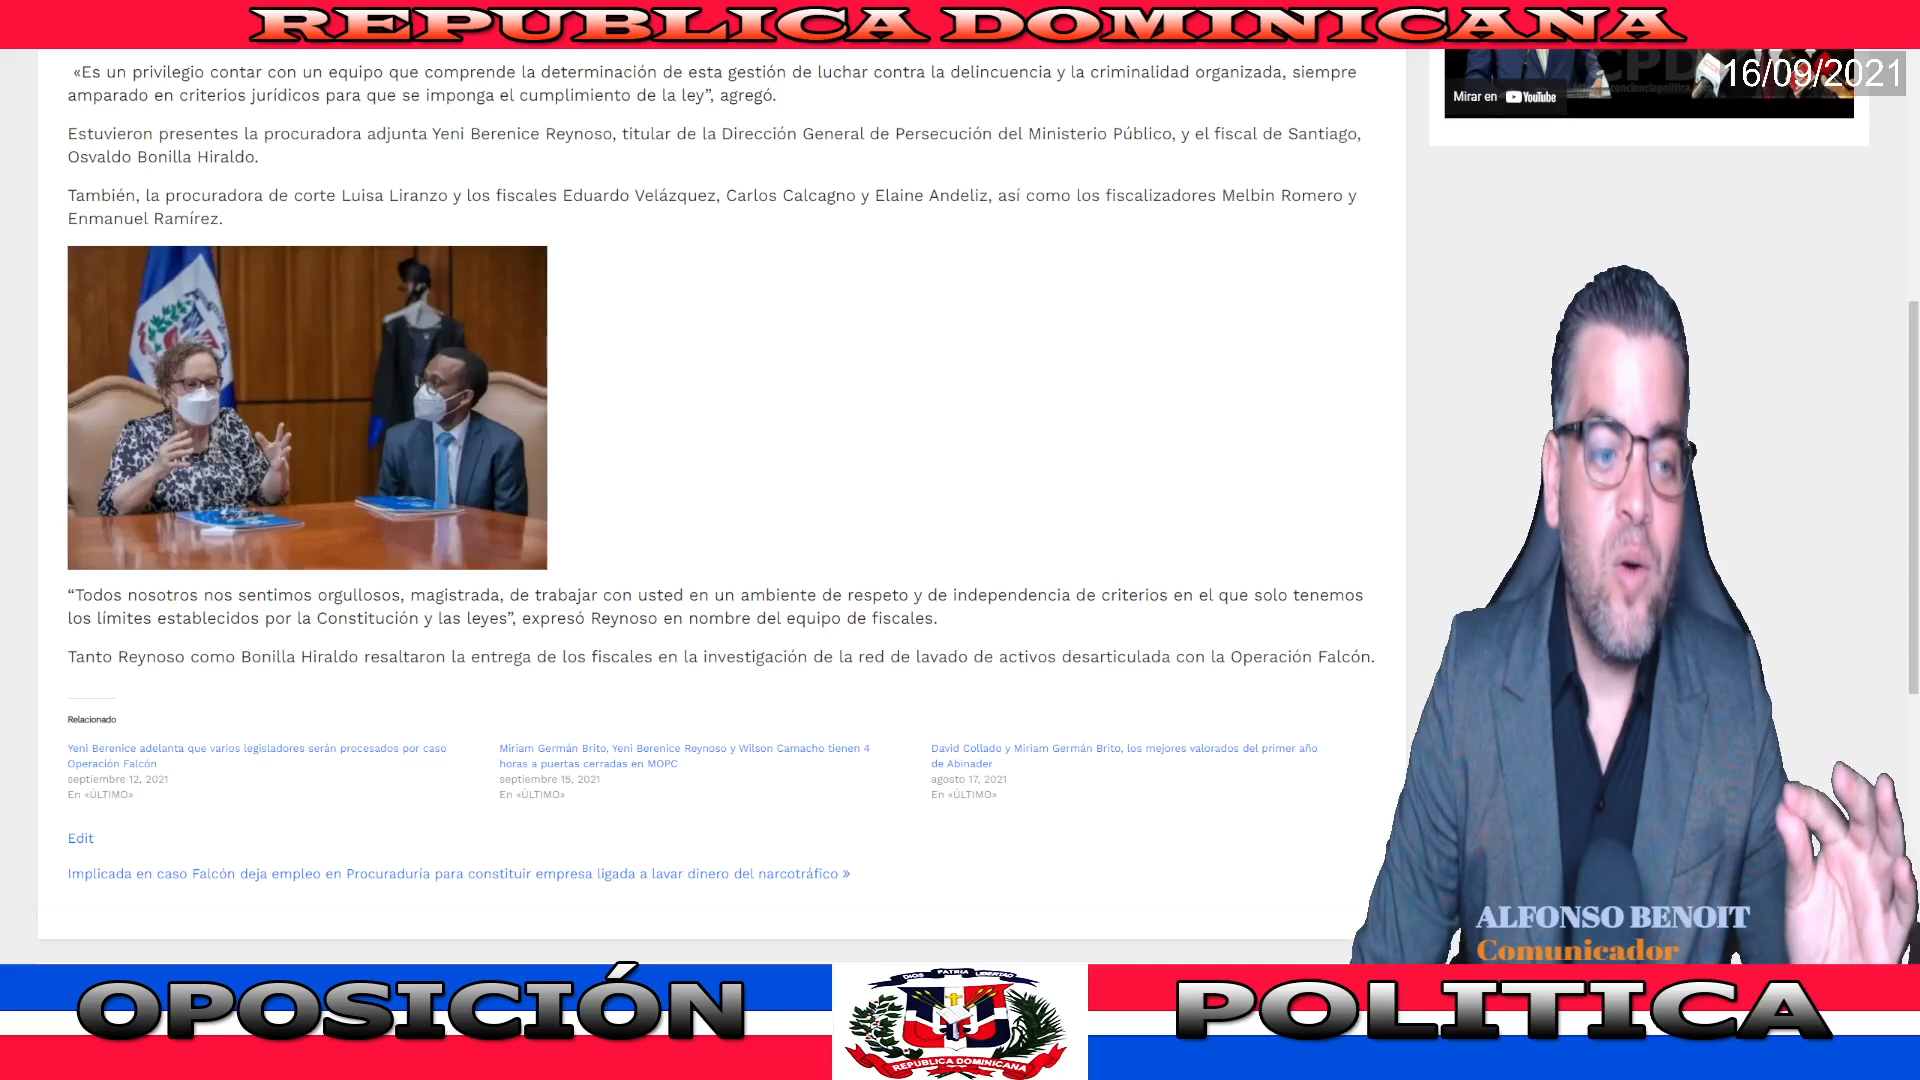 REPUBLICA DOMINICANA
«Es un privilegio contar con un equipo que comprende la determinación de esta gestión de luchar contra la delincuencia y la criminalidad organizada, siempre
amparado en criterios jurídicos para que se imponga el cumplimiento de la ley”, agregó.
Estuvieron presentes la procuradora adjunta Yeni Berenice Reynoso, titular de la Dirección General de Persecución del Ministerio Público, y el fiscal de Santiago,
Osvaldo Bonilla Hiraldo.
También, la procuradora de corte Luisa Liranzo y los fiscales Eduardo Velázquez, Carlos Calcagno y Elaine Andeliz, así como los fiscalizadores Melbin Romero y
Enmanuel Ramírez.
“Todos nosotros nos sentimos orgullosos, magistrada, de trabajar con usted en un ambiente de respeto y de independencia de criterios en el que solo tenemos
los límites establecidos por la Constitución y las leyes”, expresó Reynoso en nombre del equipo de fiscales.
Tanto Reynoso como Bonilla Hiraldo resaltaron la entrega de los fiscales en la investigación de la red de lavado de activos desarticulada con la Operación Falcón.
Relacionado
Yeni Berenice adelanta que varios legisladores serán procesados por caso
Operación Falcón
septiembre 12, 2021
En «ÚLTIMO»
Miriam Germán Brito, Yeni Berenice Reynoso y Wilson Camacho tienen 4
horas a puertas cerradas en MOPC
septiembre 15, 2021
En «ÚLTIMO»
David Collado y Miriam Germán Brito, los mejores valorados del primer año
de Abinader
agosto 17, 2021
En «ÚLTIMO»
Edit
Implicada en caso Falcón deja empleo en Procuraduría para constituir empresa ligada a lavar dinero del narcotráfico »
CPD
16/09/2021
Mirar en YouTube
ALFONSO BENOIT
Comunicador
OPOSICIÓN
DIOS PATRIA LIBERTAD
REPUBLICA DOMINICANA
POLITICA